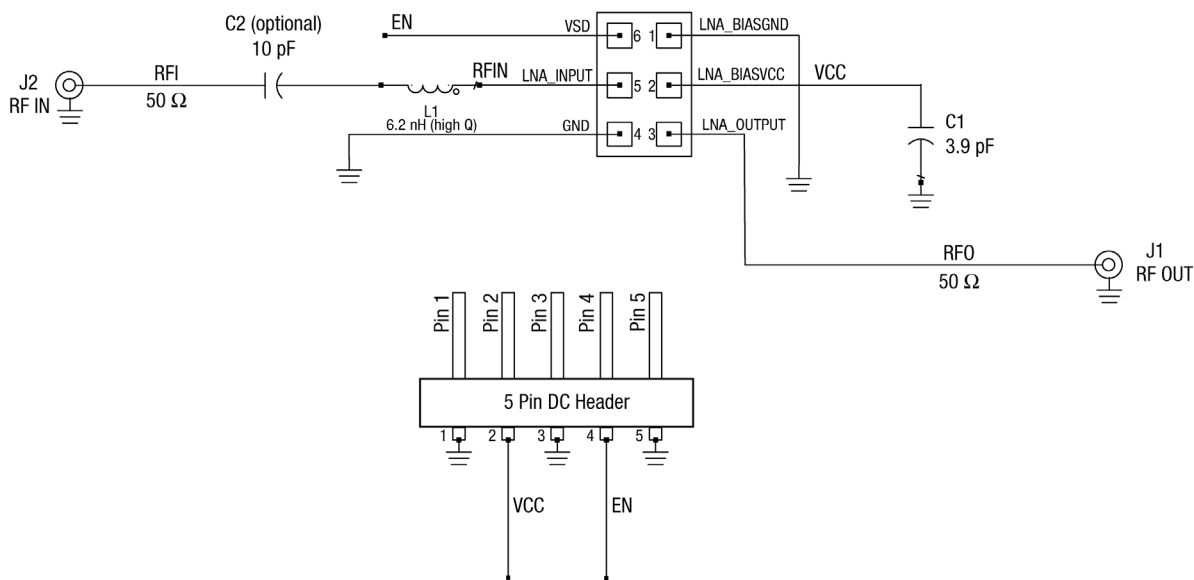 C2 (optional)
10 pF
EN
VSD
6 1
LNA_BIASGND
J2
RF IN
RFI
50 Ω
RFIN
LNA_INPUT
5 2
LNA_BIASVCC
VCC
L1
6.2 nH (high Q)
GND
4 3
LNA_OUTPUT
C1
3.9 pF
RFO
50 Ω
J1
RF OUT
Pin 1
Pin 2
Pin 3
Pin 4
Pin 5
5 Pin DC Header
1 2 3 4 5
VCC
EN